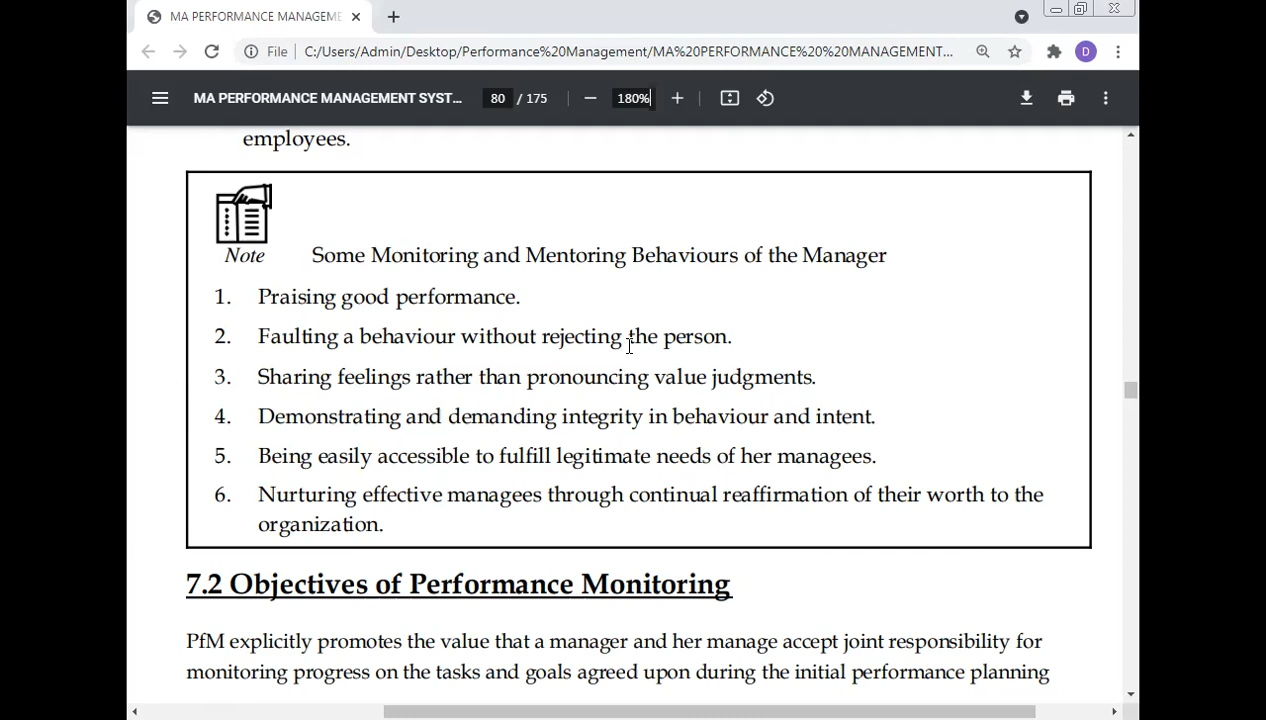 MA PERFORMANCE MANAGEME
File C:/Users/Admin/Desktop/Performance%20Management/MA%20PERFORMANCE%20%20MANAGEMENT...
D
MA PERFORMANCE MANAGEMENT SYST... 80 / 175 180%
employees.
Note Some Monitoring and Mentoring Behaviours of the Manager
1. Praising good performance.
2. Faulting a behaviour without rejecting the person.
3. Sharing feelings rather than pronouncing value judgments.
4. Demonstrating and demanding integrity in behaviour and intent.
5. Being easily accessible to fulfill legitimate needs of her managees.
6. Nurturing effective managees through continual reaffirmation of their worth to the
organization.
7.2 Objectives of Performance Monitoring
PfM explicitly promotes the value that a manager and her manage accept joint responsibility for
monitoring progress on the tasks and goals agreed upon during the initial performance planning